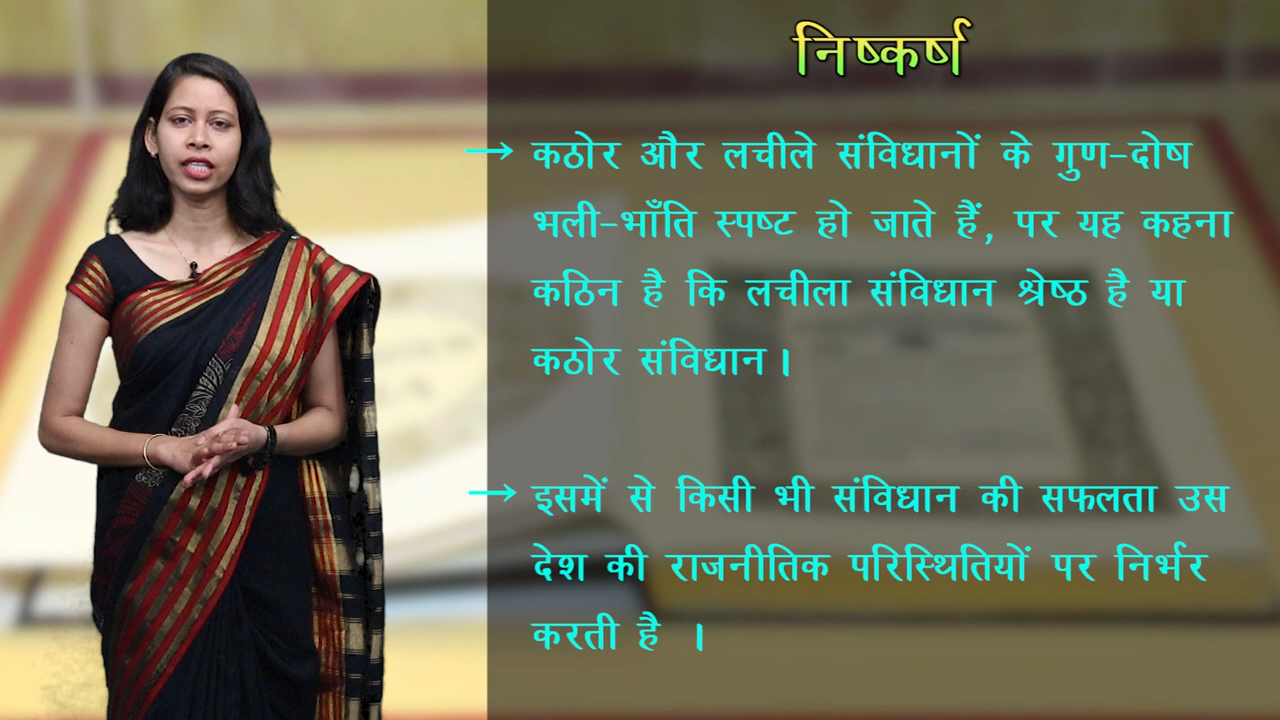 निष्कर्ष
→ कठोर और लचीले संविधानों के गुण-दोष
भली-भाँति स्पष्ट हो जाते हैं, पर यह कहना
कठिन है कि लचीला संविधान श्रेष्ठ है या
कठोर संविधान।
→ इसमें से किसी भी संविधान की सफलता उस
देश की राजनीतिक परिस्थितियों पर निर्भर
करती है ।